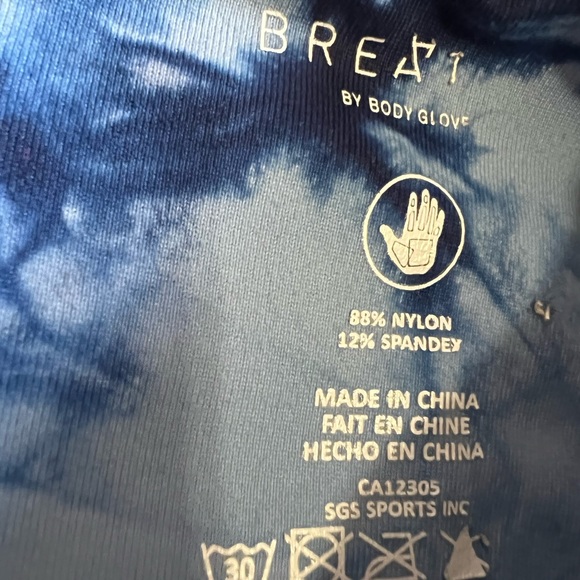 BY BODY GLOVE
88% NYLON
12% SPANDEX
MADE IN CHINA
FAIT EN CHINE
HECHO EN CHINA
CA12305
SGS SPORTS INC
30